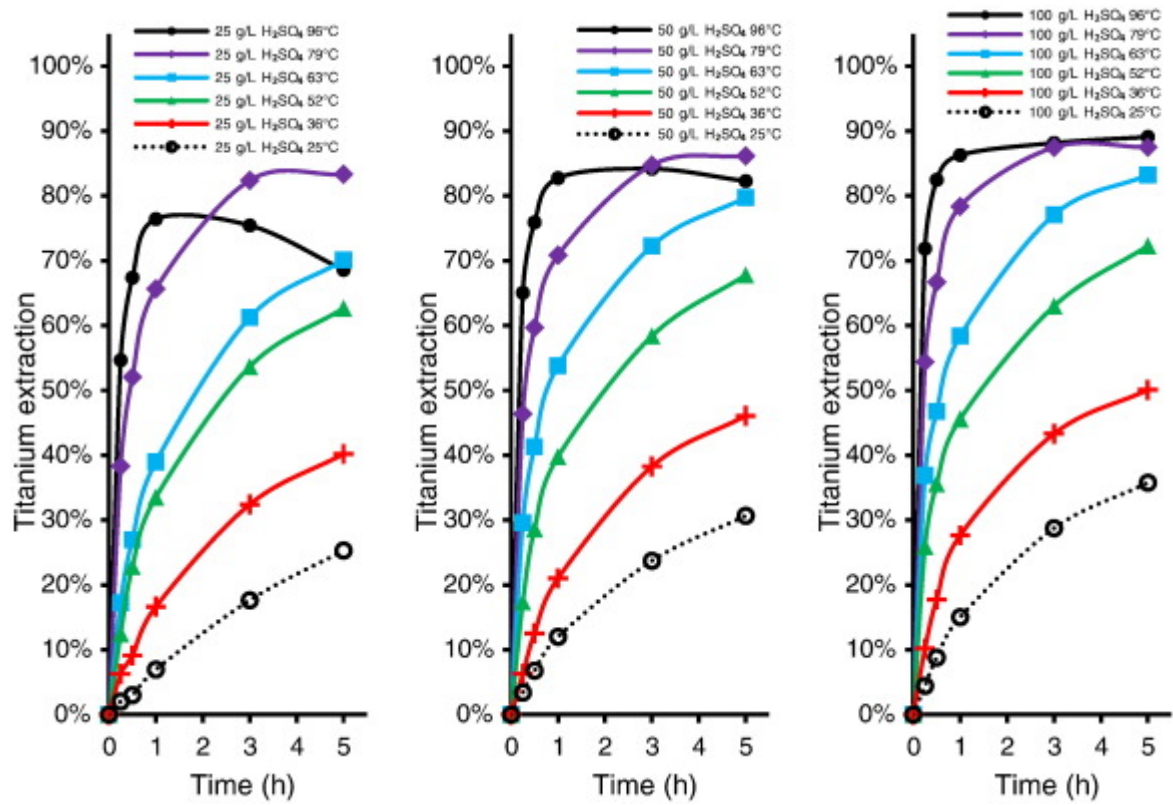 25 g/L H₂SO₄ 96°C
25 g/L H₂SO₄ 79°C
25 g/L H₂SO₄ 63°C
25 g/L H₂SO₄ 52°C
25 g/L H₂SO₄ 36°C
25 g/L H₂SO₄ 25°C
100%
90%
80%
70%
60%
50%
40%
30%
20%
10%
0%
Titanium extraction
0 1 2 3 4 5
Time (h)
50 g/L H₂SO₄ 96°C
50 g/L H₂SO₄ 79°C
50 g/L H₂SO₄ 63°C
50 g/L H₂SO₄ 52°C
50 g/L H₂SO₄ 36°C
50 g/L H₂SO₄ 25°C
100%
90%
80%
70%
60%
50%
40%
30%
20%
10%
0%
Titanium extraction
0 1 2 3 4 5
Time (h)
100 g/L H₂SO₄ 96°C
100 g/L H₂SO₄ 79°C
100 g/L H₂SO₄ 63°C
100 g/L H₂SO₄ 52°C
100 g/L H₂SO₄ 36°C
100 g/L H₂SO₄ 25°C
100%
90%
80%
70%
60%
50%
40%
30%
20%
10%
0%
Titanium extraction
0 1 2 3 4 5
Time (h)